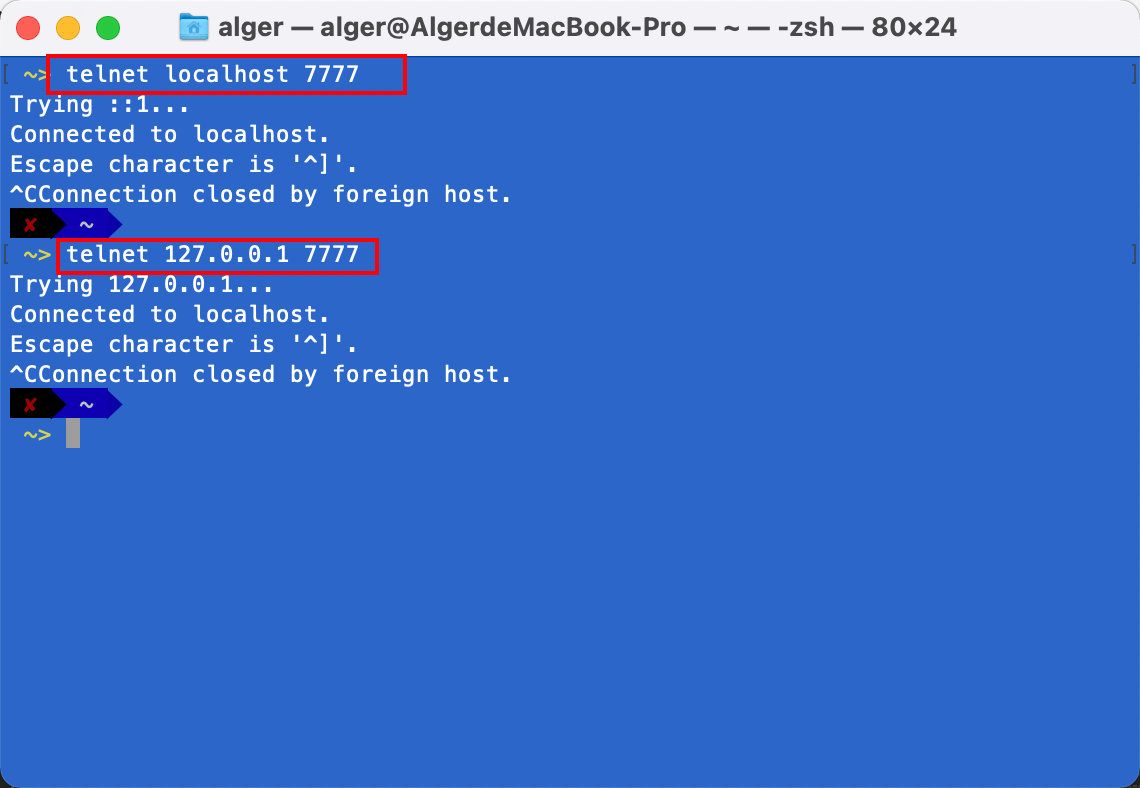 alger — alger@AlgerdeMacBook-Pro — ~ — -zsh — 80×24
[ ~> telnet localhost 7777 ]
Trying ::1...
Connected to localhost.
Escape character is '^]'.
^CConnection closed by foreign host.
✘ ~
[ ~> telnet 127.0.0.1 7777 ]
Trying 127.0.0.1...
Connected to localhost.
Escape character is '^]'.
^CConnection closed by foreign host.
✘ ~
~>